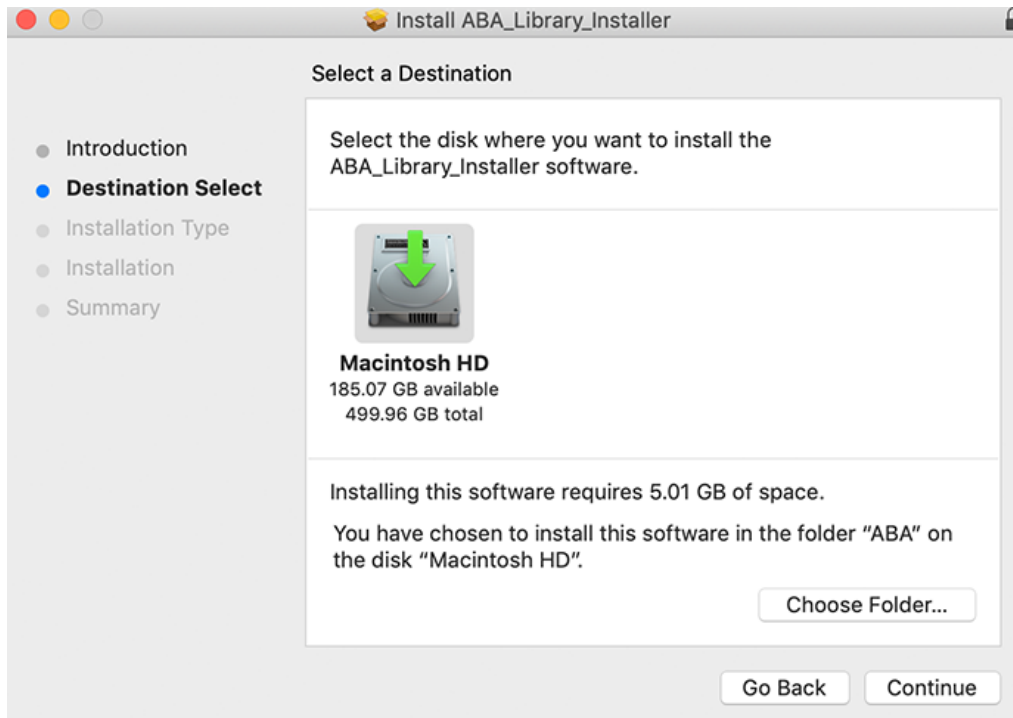 Install ABA_Library_Installer
Select a Destination
Introduction
Destination Select
Installation Type
Installation
Summary
Select the disk where you want to install the
ABA_Library_Installer software.
Macintosh HD
185.07 GB available
499.96 GB total
Installing this software requires 5.01 GB of space.
You have chosen to install this software in the folder “ABA” on
the disk “Macintosh HD”.
Choose Folder...
Go Back
Continue